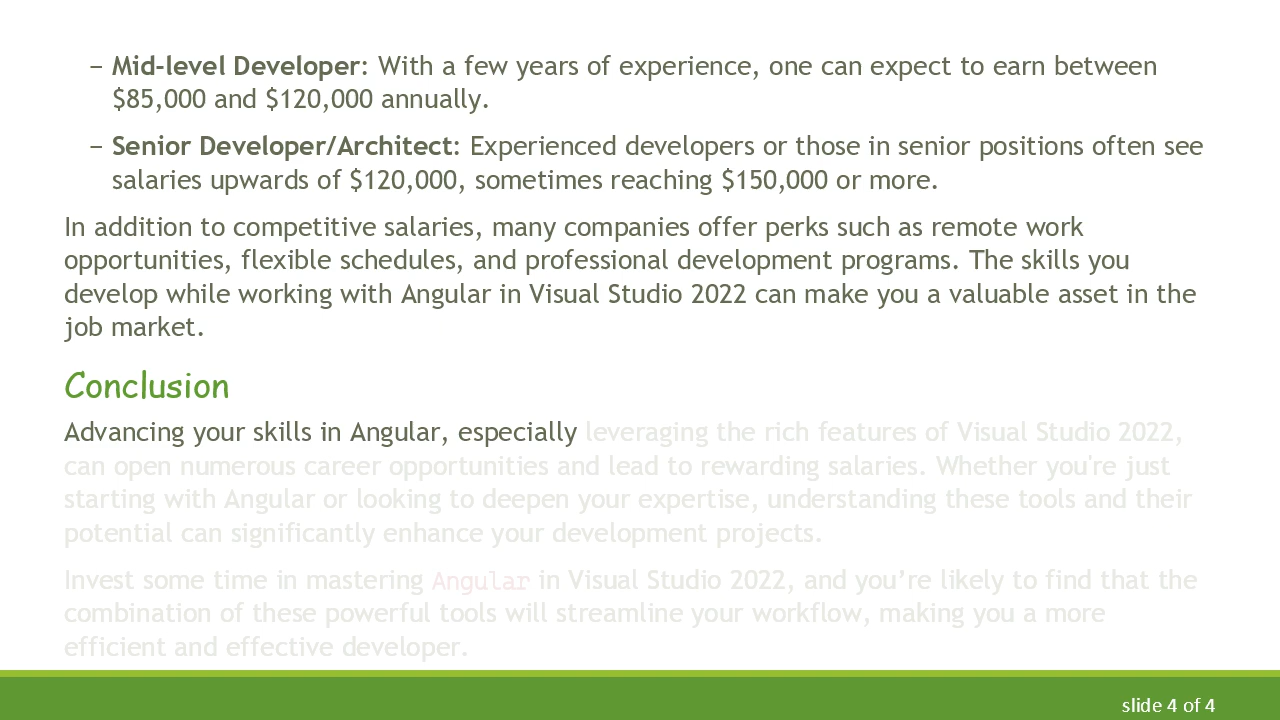 – Mid-level Developer: With a few years of experience, one can expect to earn between
$85,000 and $120,000 annually.
– Senior Developer/Architect: Experienced developers or those in senior positions often see
salaries upwards of $120,000, sometimes reaching $150,000 or more.
In addition to competitive salaries, many companies offer perks such as remote work
opportunities, flexible schedules, and professional development programs. The skills you
develop while working with Angular in Visual Studio 2022 can make you a valuable asset in the
job market.
Conclusion
Advancing your skills in Angular, especially leveraging the rich features of Visual Studio 2022,
can open numerous career opportunities and lead to rewarding salaries. Whether you're just
starting with Angular or looking to deepen your expertise, understanding these tools and their
potential can significantly enhance your development projects.
Invest some time in mastering Angular in Visual Studio 2022, and you’re likely to find that the
combination of these powerful tools will streamline your workflow, making you a more
efficient and effective developer.
slide 4 of 4